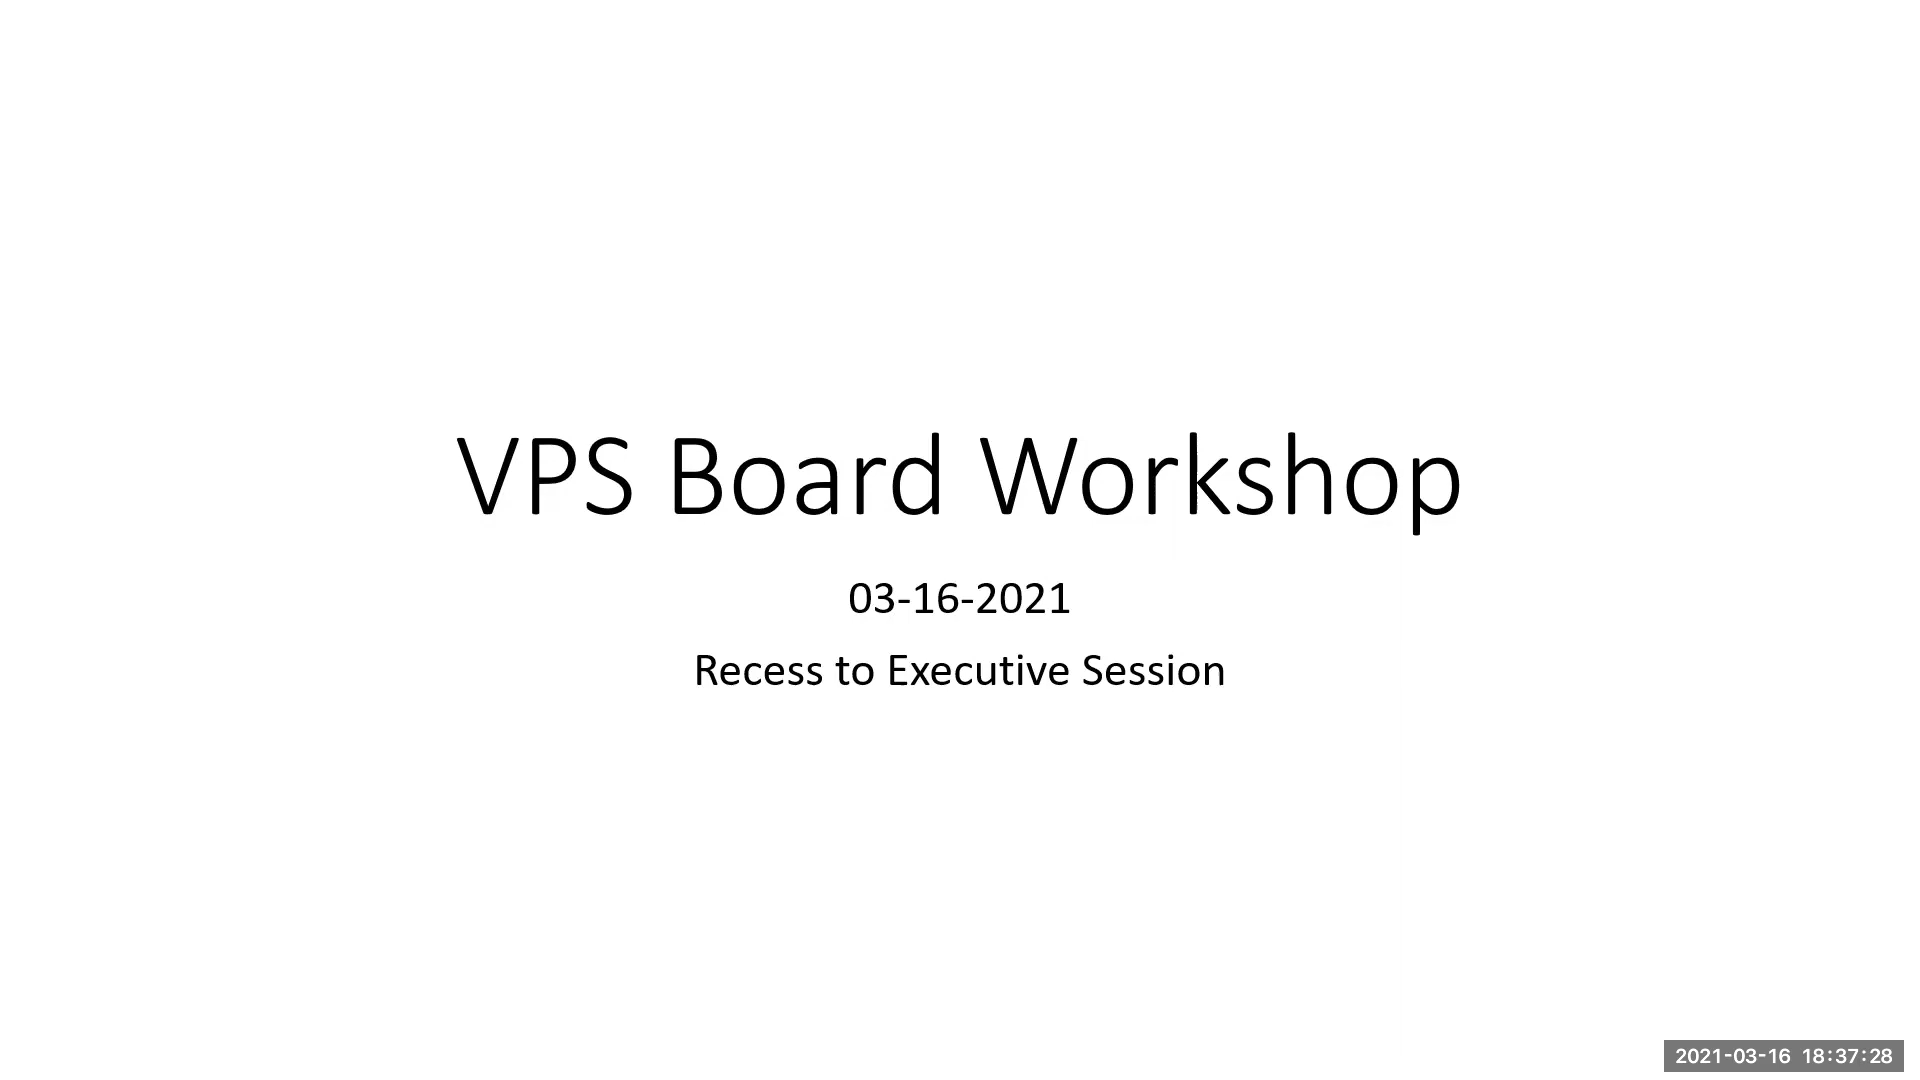 VPS Board Workshop
03-16-2021
Recess to Executive Session
2021-03-16 18:37:28